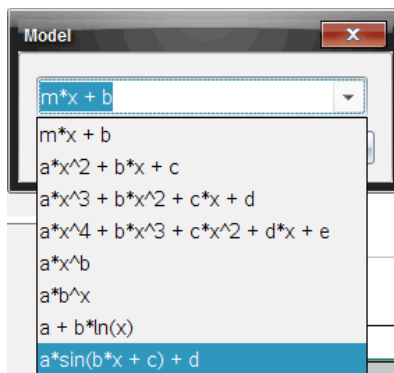 Model
m*x + b
m*x + b
a*x^2 + b*x + c
a*x^3 + b*x^2 + c*x + d
a*x^4 + b*x^3 + c*x^2 + d*x + e
a*x^b
a*b^x
a + b*ln(x)
a*sin(b*x + c) + d